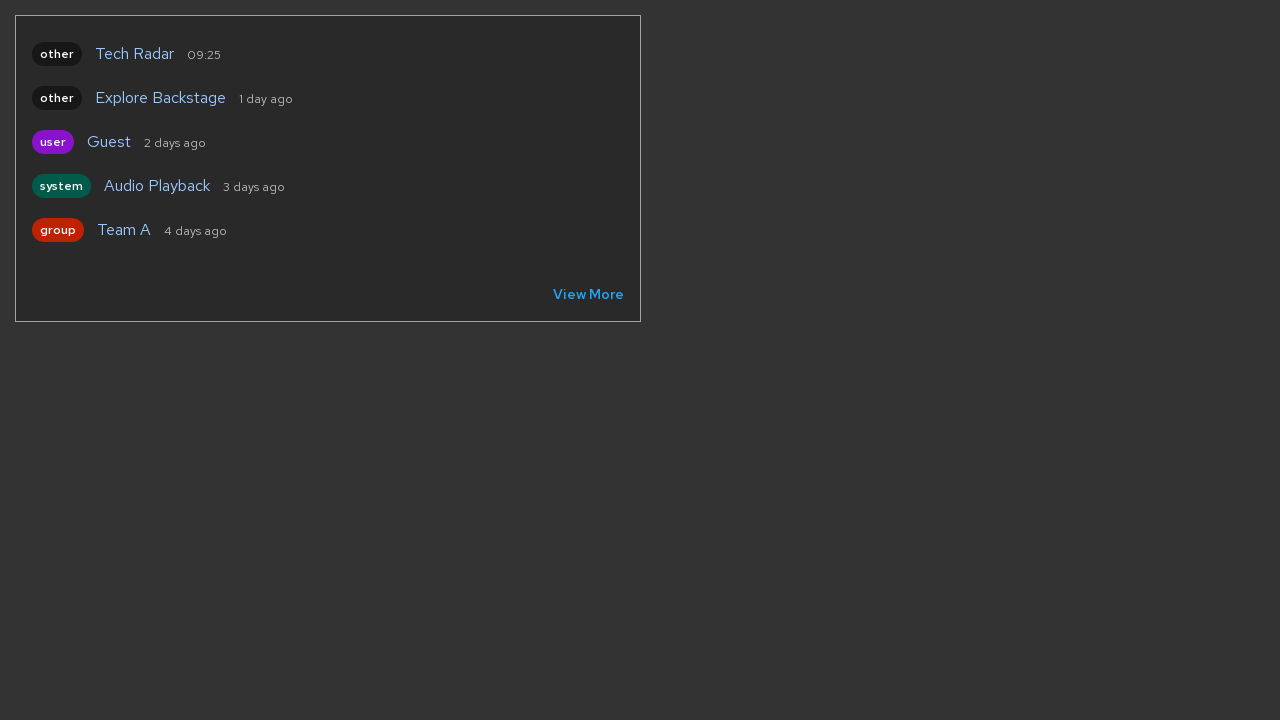 other Tech Radar 09:25
other Explore Backstage 1 day ago
user Guest 2 days ago
system Audio Playback 3 days ago
group Team A 4 days ago
View More